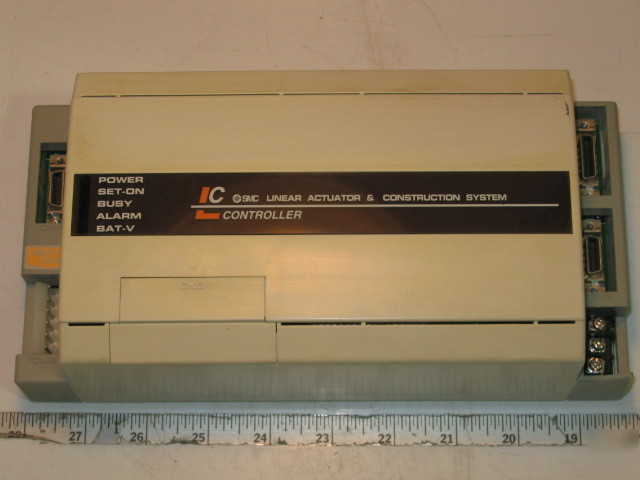 POWER
SET-ON
BUSY
ALARM
BAT-V
LC SMC LINEAR ACTUATOR & CONSTRUCTION SYSTEM
CONTROLLER
27 26 25 24 23 22 21 20 19